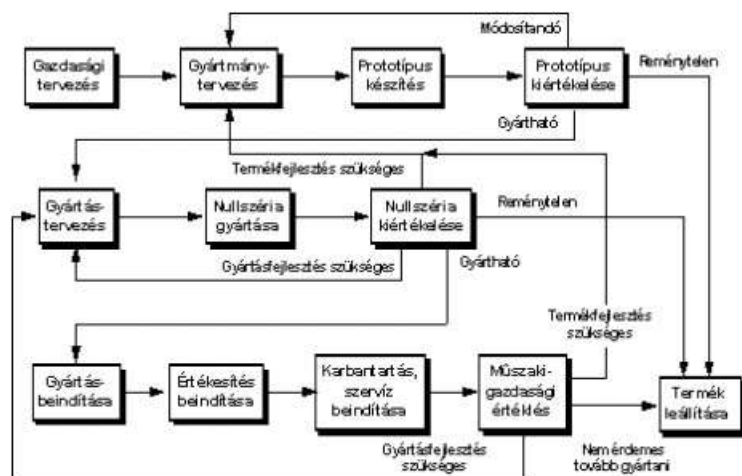 Módosítandó
Gazdasági
tervezés
Gyártmány-
tervezés
Prototípus
készítés
Prototípus
kiértékelése
Reménytelen
Gyártható
Termékfejlesztés szükséges
Gyártás-
tervezés
Nullszéria
gyártása
Nullszéria
kiértékelése
Reménytelen
Gyártásfejlesztés szükséges
Gyártható
Termékfejlesztés
szükséges
Gyártás-
beindítása
Értékesítés
beindítása
Karbantartás,
szervíz
beindítása
Műszaki-
gazdasági
értéklés
Termék
leállítása
Gyártásfejlesztés
szükséges
Nem érdemes
tovább gyártani